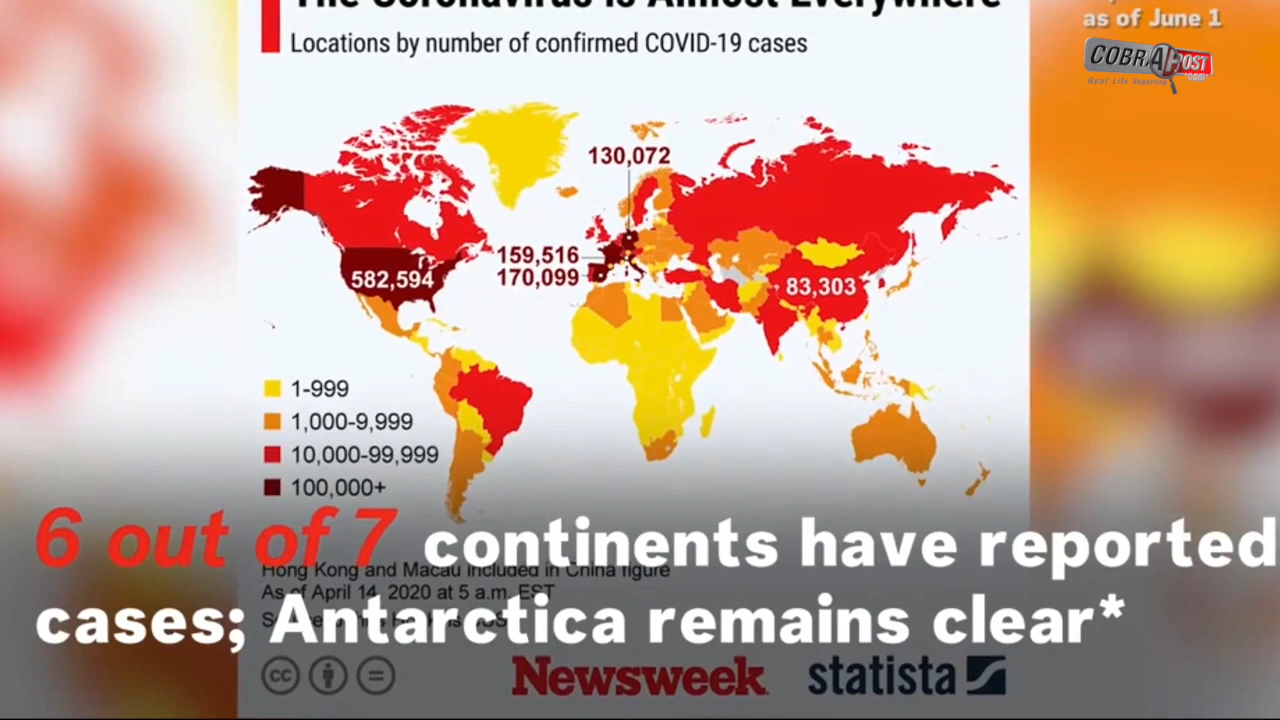 The Coronavirus is Almost Everywhere
Locations by number of confirmed COVID-19 cases
as of June 1
COBRAPOST
.com
Real Life Reporting
130,072
159,516
170,099
582,594
83,303
1-999
1,000-9,999
10,000-99,999
100,000+
6 out of 7 continents have reported
cases; Antarctica remains clear*
Hong Kong and Macau included in China figure
As of April 14, 2020 at 5 a.m. EST
cc
Newsweek
statista